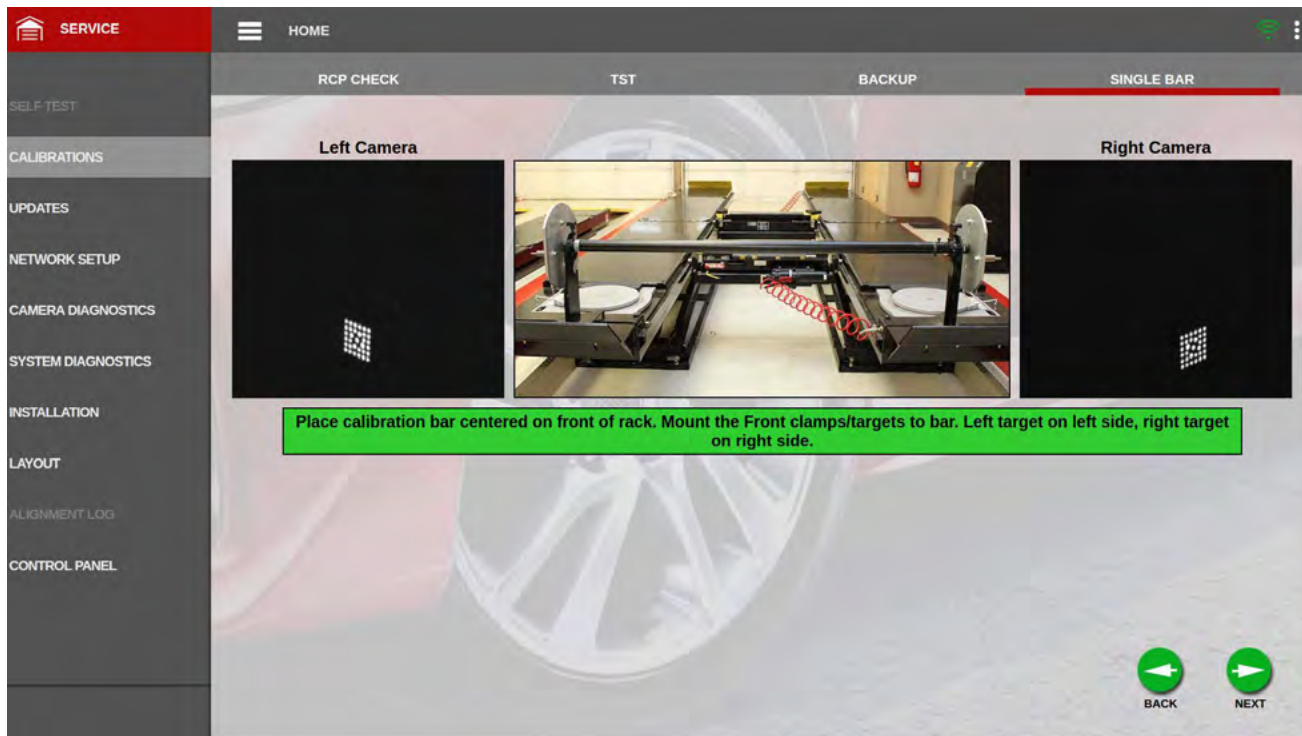 SERVICE
HOME
RCP CHECK
TST
BACKUP
SINGLE BAR
SELF-TEST
CALIBRATIONS
UPDATES
NETWORK SETUP
CAMERA DIAGNOSTICS
SYSTEM DIAGNOSTICS
INSTALLATION
LAYOUT
ALIGNMENT LOG
CONTROL PANEL
Left Camera
Right Camera
Place calibration bar centered on front of rack. Mount the Front clamps/targets to bar. Left target on left side, right target
on right side.
BACK
NEXT